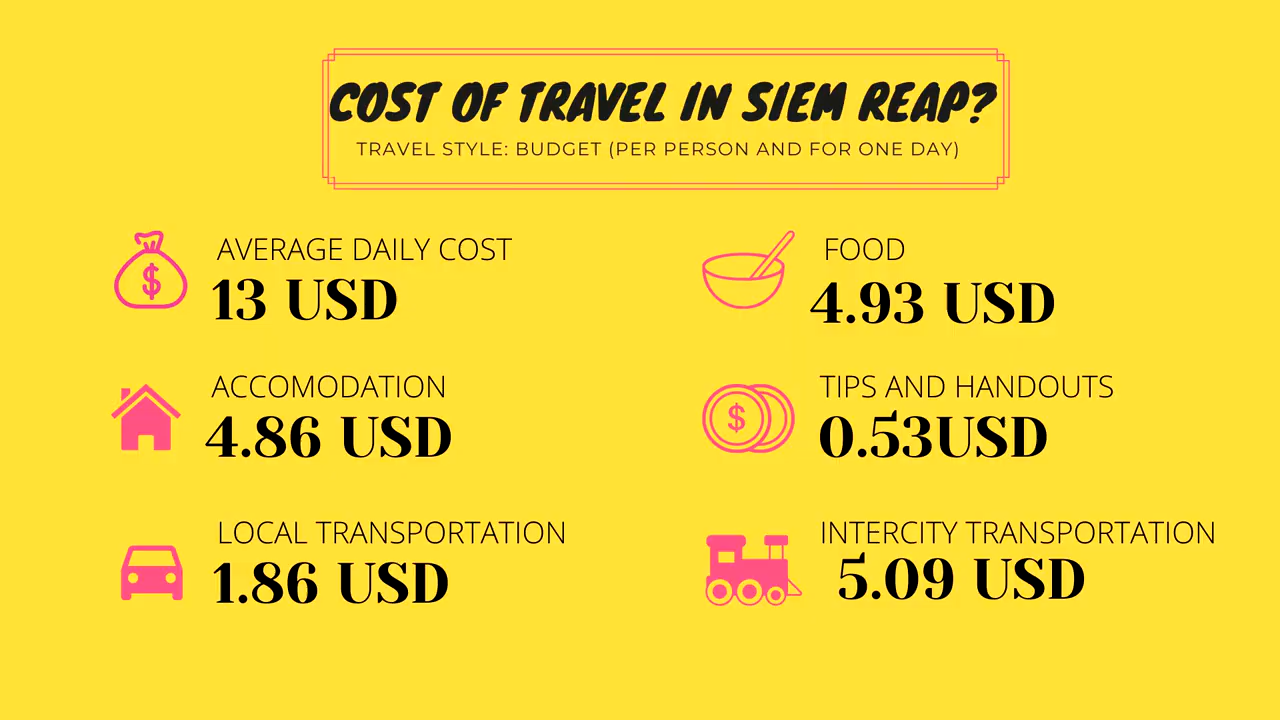 COST OF TRAVEL IN SIEM REAP?
TRAVEL STYLE: BUDGET (PER PERSON AND FOR ONE DAY)
AVERAGE DAILY COST
13 USD
FOOD
4.93 USD
ACCOMODATION
4.86 USD
TIPS AND HANDOUTS
0.53USD
LOCAL TRANSPORTATION
1.86 USD
INTERCITY TRANSPORTATION
5.09 USD